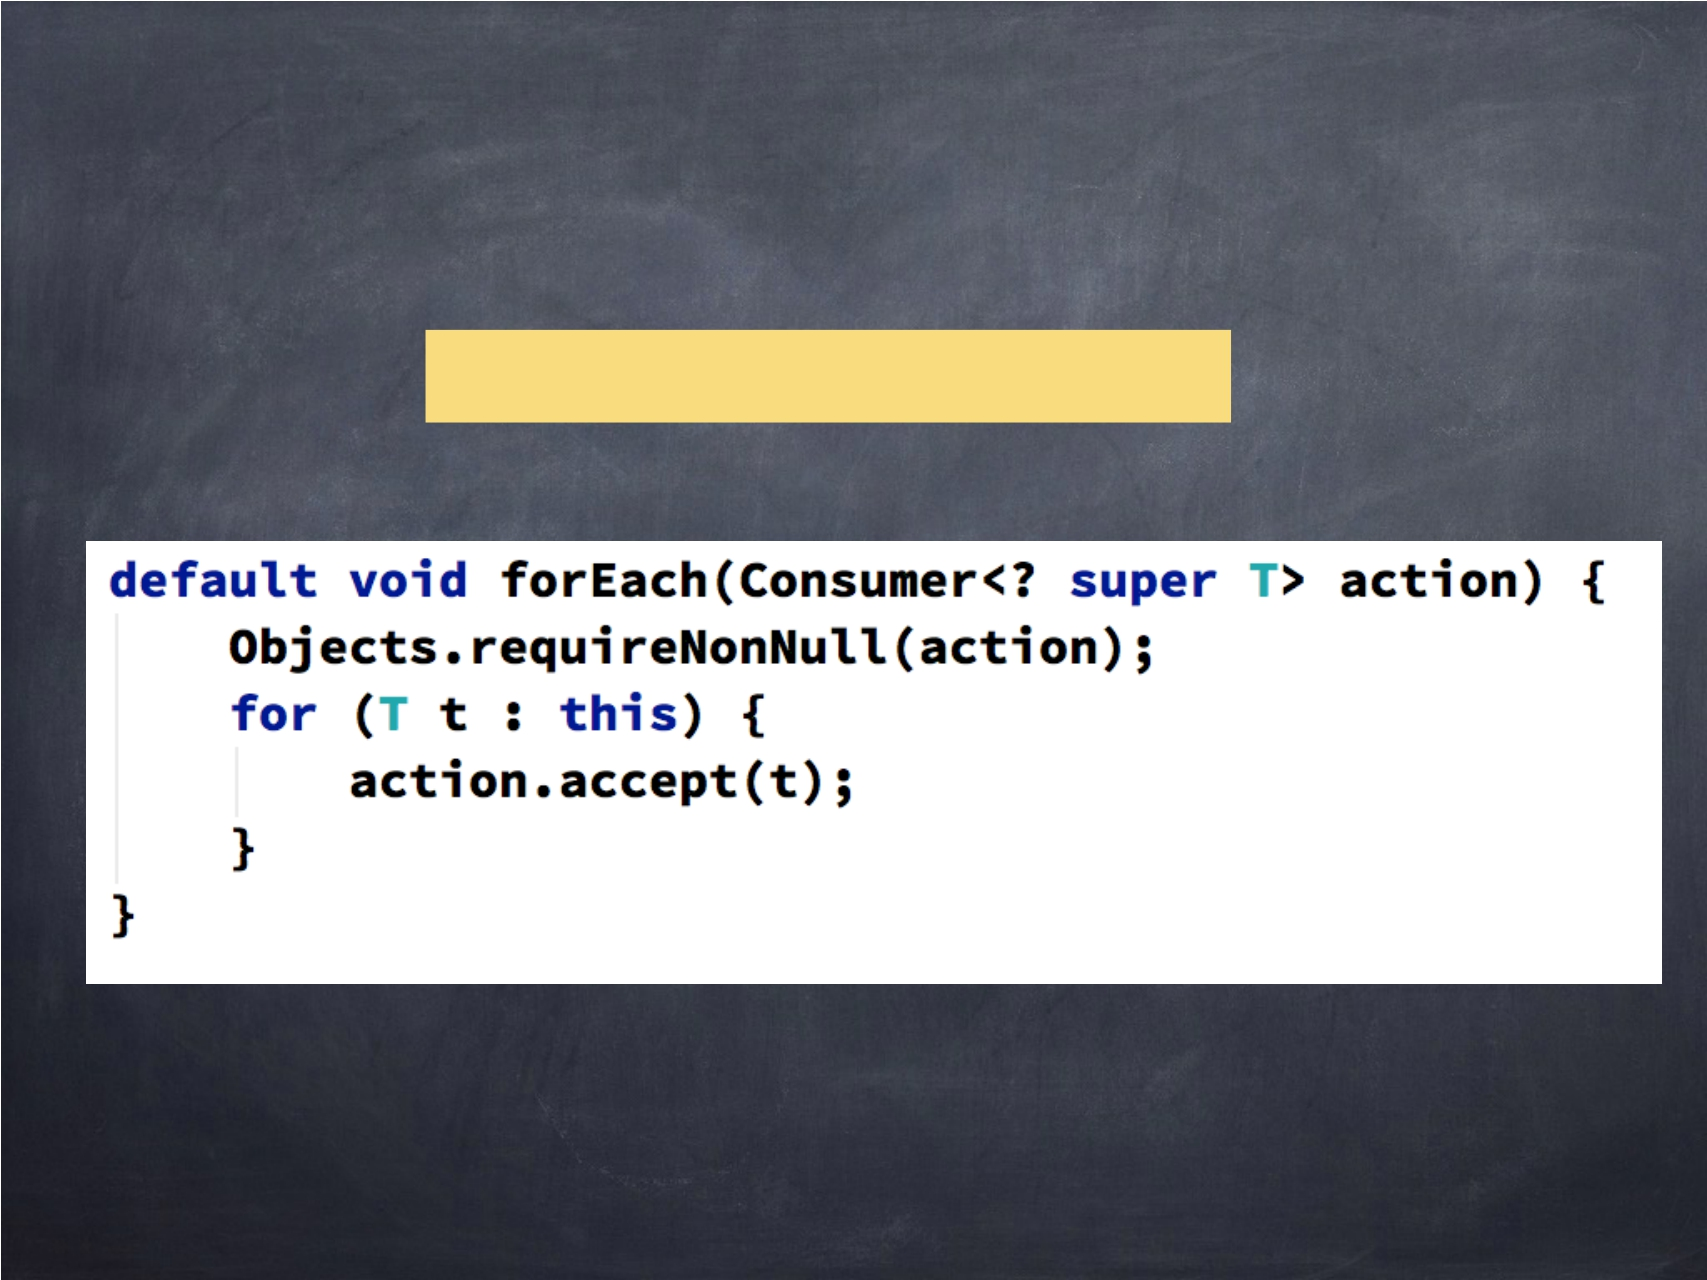 default void forEach(Consumer<? super T> action) {
    Objects.requireNonNull(action);
    for (T t : this) {
        action.accept(t);
    }
}